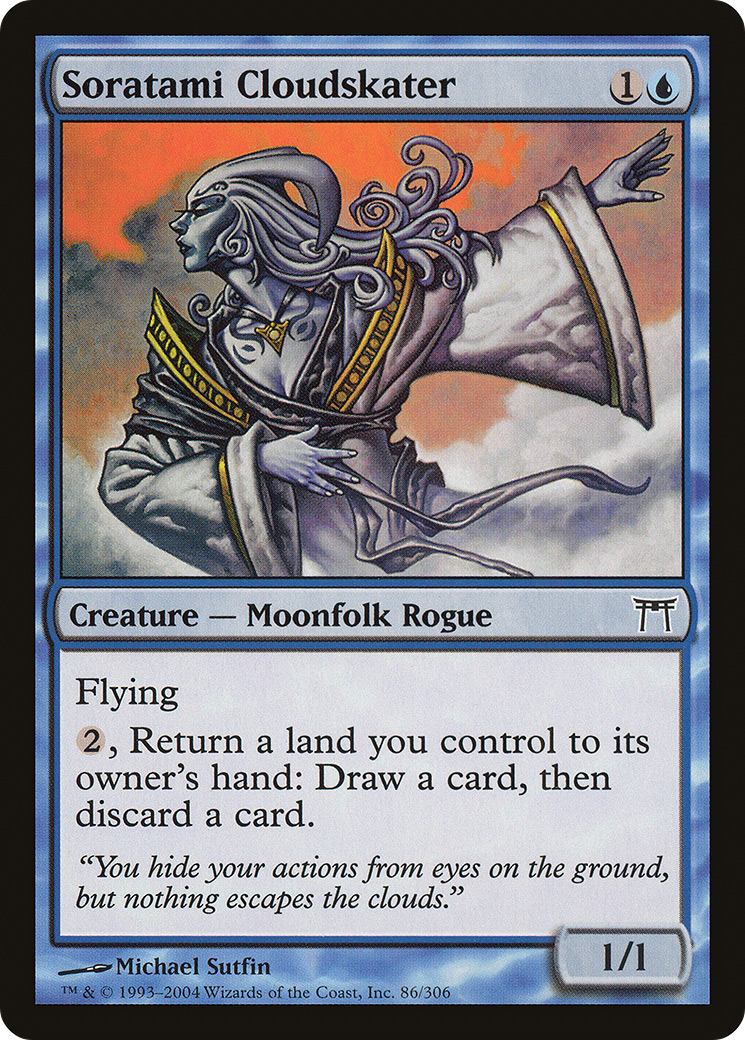 Soratami Cloudskater 1
Creature — Moonfolk Rogue
Flying
2, Return a land you control to its
owner's hand: Draw a card, then
discard a card.
“You hide your actions from eyes on the ground,
but nothing escapes the clouds.”
1/1
Michael Sutfin
™ & © 1993–2004 Wizards of the Coast, Inc. 86/306